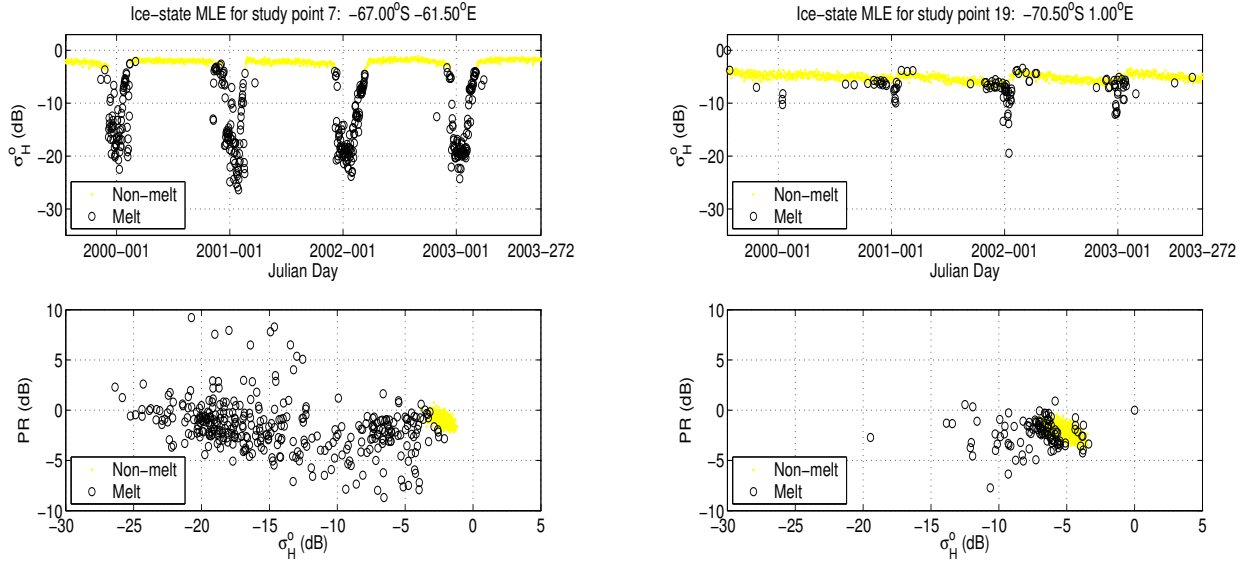 Ice−state MLE for study point 7: −67.00°S −61.50°E
0
−10
−20
−30
σH° (dB)
Non−melt
Melt
2000−001 2001−001 2002−001 2003−001 2003−272
Julian Day
Ice−state MLE for study point 19: −70.50°S 1.00°E
0
−10
−20
−30
σH° (dB)
Non−melt
Melt
2000−001 2001−001 2002−001 2003−001 2003−272
Julian Day
10
5
0
−5
−10
PR (dB)
Non−melt
Melt
−30 −25 −20 −15 −10 −5 0 5
σH° (dB)
10
5
0
−5
−10
PR (dB)
Non−melt
Melt
−30 −25 −20 −15 −10 −5 0 5
σH° (dB)